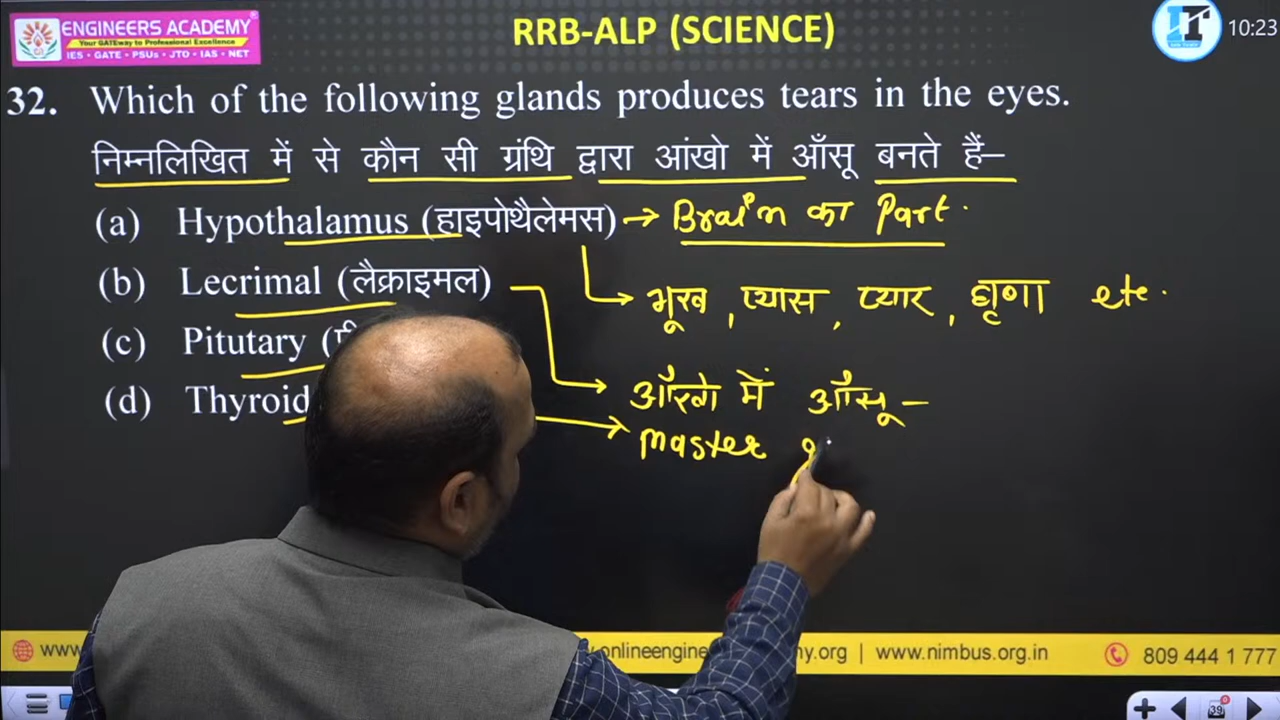 ENGINEERS ACADEMY
Your GATEway to Professional Excellence
IES • GATE • PSUs • JTO • IAS • NET
RRB-ALP (SCIENCE)
10:23
32. Which of the following glands produces tears in the eyes.
निम्नलिखित में से कौन सी ग्रंथि द्वारा आंखो में आँसू बनते हैं–
(a) Hypothalamus (हाइपोथैलेमस) → Brain का Part.
(b) Lecrimal (लैक्राइमल)
भूख, प्यास, प्यार, घृणा etc.
(c) Pitutary
(d) Thyroid
आँखो में आँसू –
master
www
onlineengine my.org | www.nimbus.org.in
809 444 1 777
39